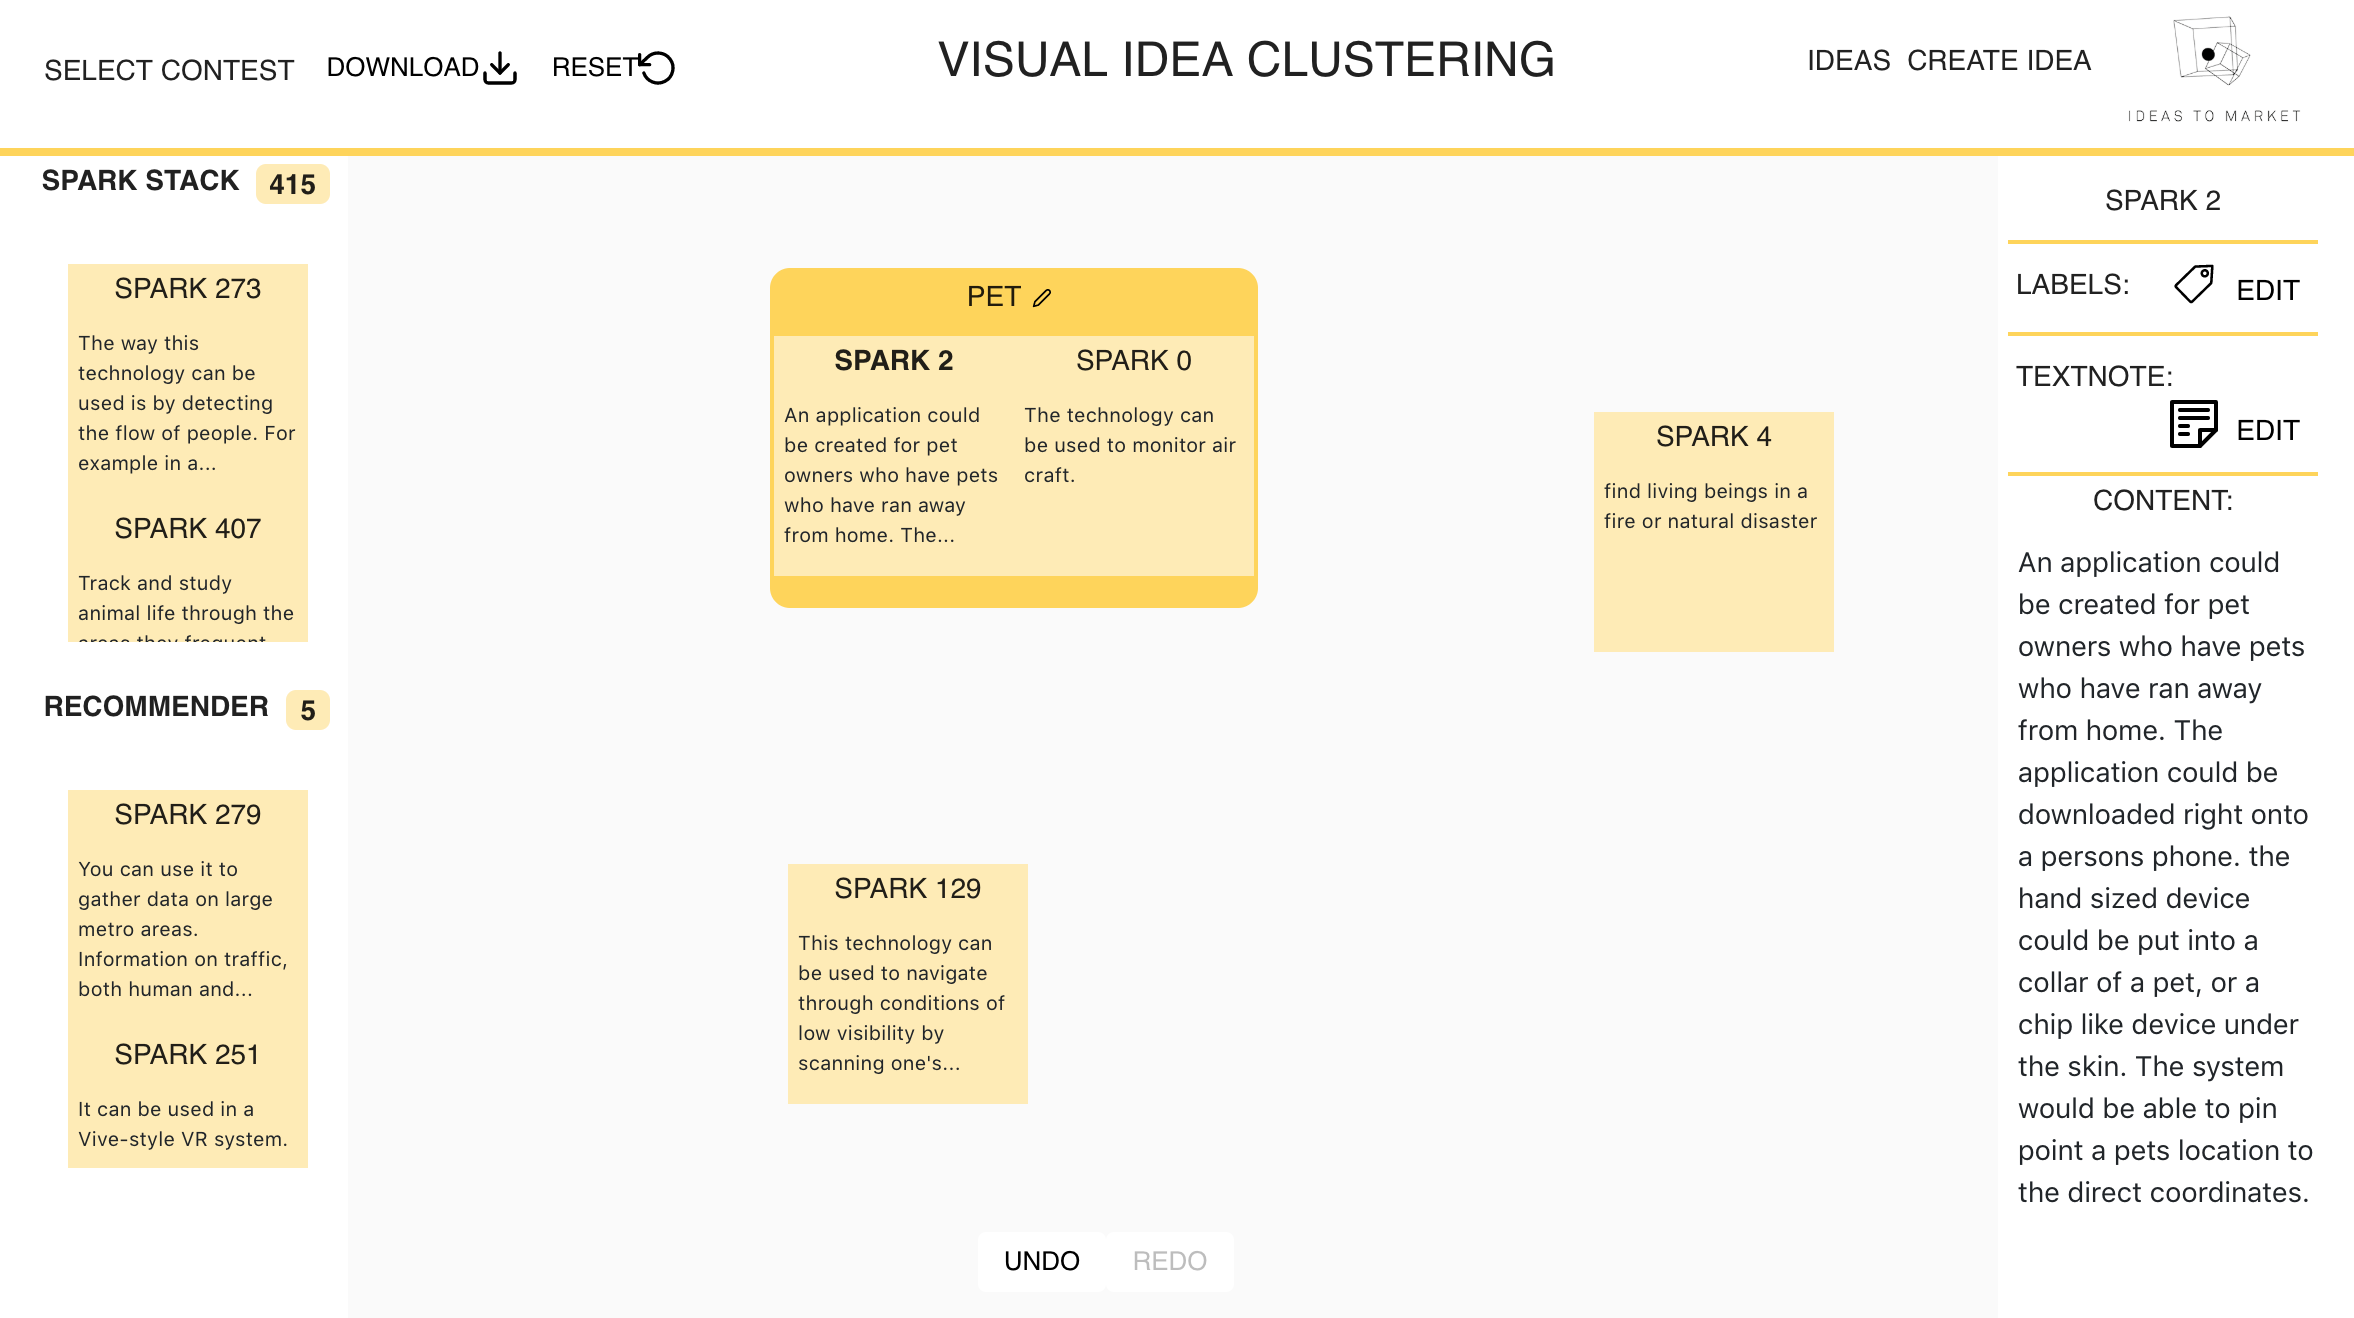 SELECT CONTEST DOWNLOAD RESET
VISUAL IDEA CLUSTERING
IDEAS CREATE IDEA
IDEAS TO MARKET
SPARK STACK 415
SPARK 273
The way this
technology can be
used is by detecting
the flow of people. For
example in a...
SPARK 407
Track and study
animal life through the
areas they frequent
RECOMMENDER 5
SPARK 279
You can use it to
gather data on large
metro areas.
Information on traffic,
both human and...
SPARK 251
It can be used in a
Vive-style VR system.
PET
SPARK 2
An application could
be created for pet
owners who have pets
who have ran away
from home. The...
SPARK 0
The technology can
be used to monitor air
craft.
SPARK 4
find living beings in a
fire or natural disaster
SPARK 129
This technology can
be used to navigate
through conditions of
low visibility by
scanning one's...
UNDO REDO
SPARK 2
LABELS: EDIT
TEXTNOTE:
EDIT
CONTENT:
An application could
be created for pet
owners who have pets
who have ran away
from home. The
application could be
downloaded right onto
a persons phone. the
hand sized device
could be put into a
collar of a pet, or a
chip like device under
the skin. The system
would be able to pin
point a pets location to
the direct coordinates.